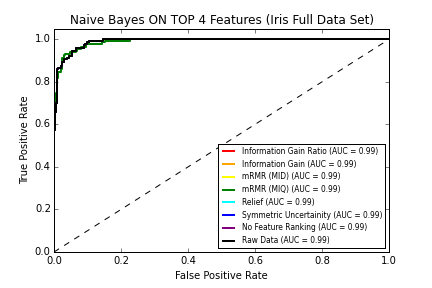 Naive Bayes ON TOP 4 Features (Iris Full Data Set)
1.0
0.8
0.6
0.4
0.2
0.0
True Positive Rate
Information Gain Ratio (AUC = 0.99)
Information Gain (AUC = 0.99)
mRMR (MID) (AUC = 0.99)
mRMR (MIQ) (AUC = 0.99)
Relief (AUC = 0.99)
Symmetric Uncertainity (AUC = 0.99)
No Feature Ranking (AUC = 0.99)
Raw Data (AUC = 0.99)
0.0 0.2 0.4 0.6 0.8 1.0
False Positive Rate